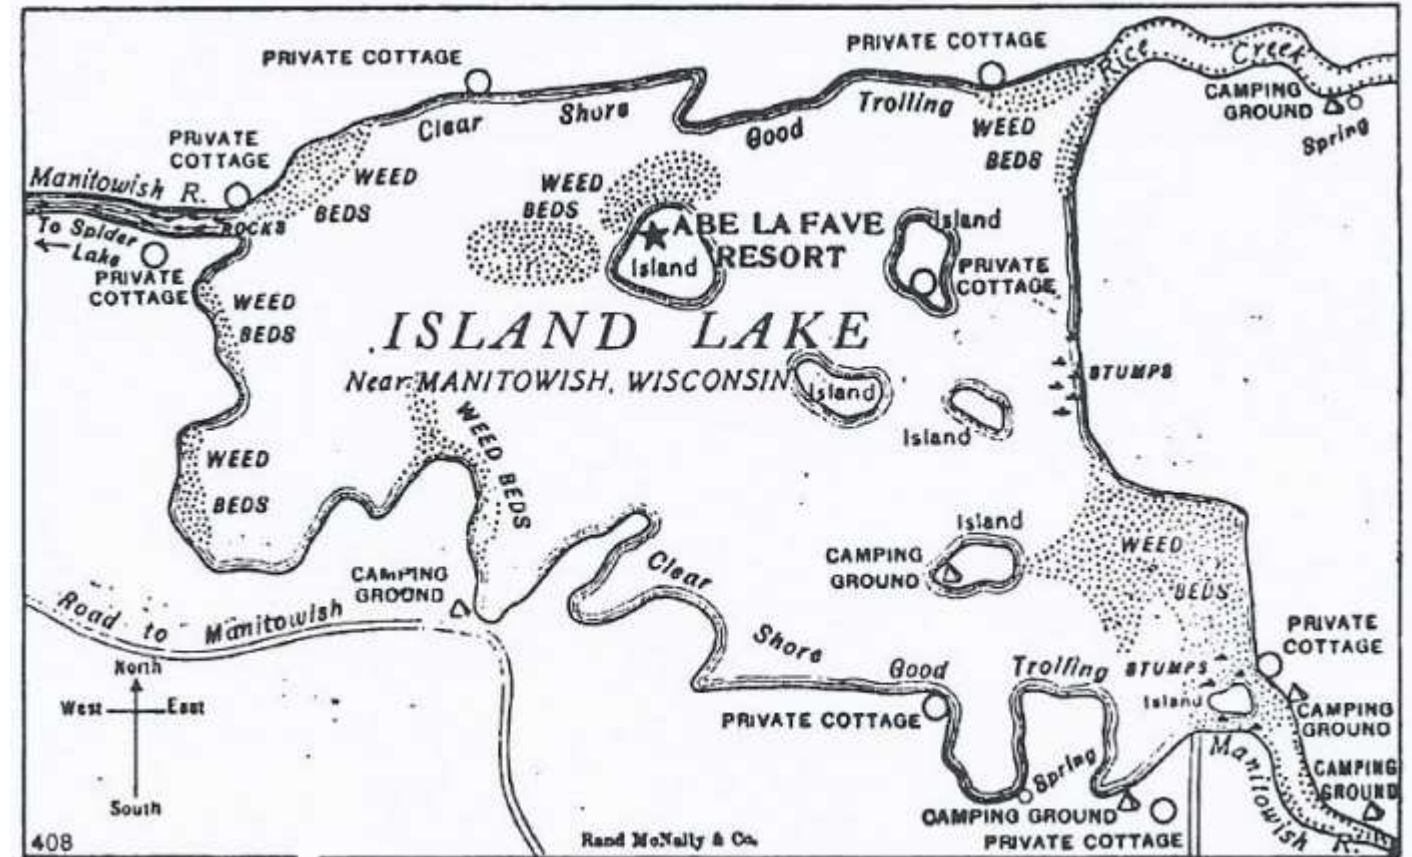 PRIVATE COTTAGE
PRIVATE COTTAGE
Rice Creek
CAMPING
GROUND
Spring
Clear Shore
Good Trolling
WEED
BEDS
PRIVATE
COTTAGE
Manitowish R.
WEED
BEDS
ROCKS
To Spider
Lake
PRIVATE
COTTAGE
WEED
BEDS
ABE LA FAVE
RESORT
Island
Island
PRIVATE
COTTAGE
WEED
BEDS
ISLAND LAKE
Near MANITOWISH, WISCONSIN
Island
Island
STUMPS
WEED BEDS
WEED
BEDS
Island
CAMPING
GROUND
WEED
BEDS
CAMPING
GROUND
Road to Manitowish
Clear
Shore
Good Trolling
STUMPS
Island
PRIVATE
COTTAGE
CAMPING
GROUND
CAMPING
GROUND
Manitowish R.
PRIVATE COTTAGE
Spring
CAMPING GROUND
PRIVATE COTTAGE
North
West East
South
408
Rand McNally & Co.